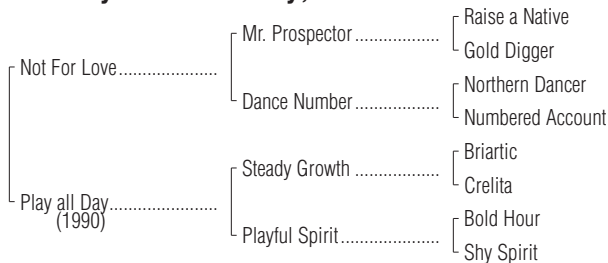 Raise a Native
Mr. Prospector..................
Gold Digger
Not For Love.....................
Northern Dancer
Dance Number..................
Numbered Account
Briartic
Steady Growth ..................
Crelita
Play all Day.......................
(1990)
Bold Hour
Playful Spirit.....................
Shy Spirit